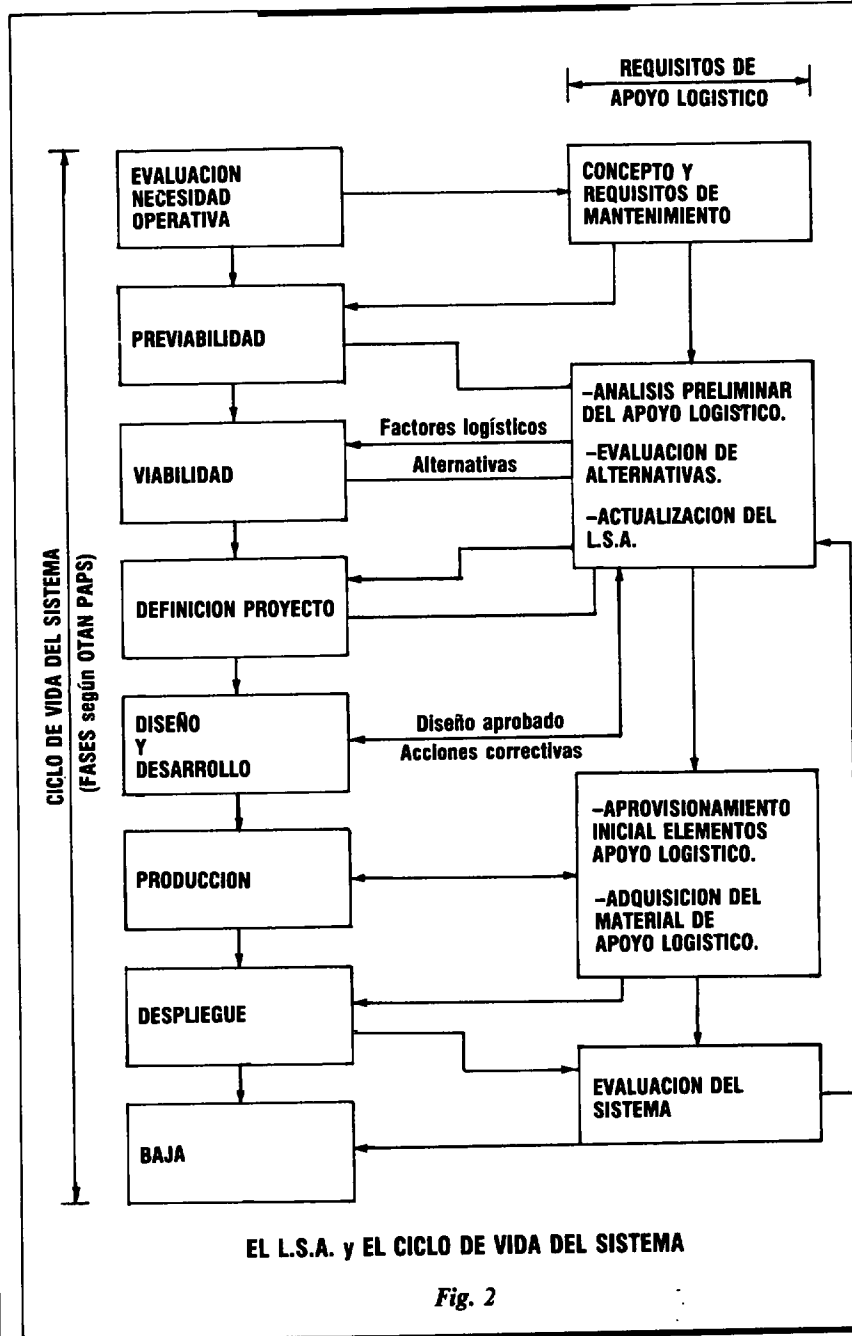 REQUISITOS DE
APOYO LOGISTICO
EVALUACION
NECESIDAD
OPERATIVA
CONCEPTO Y
REQUISITOS DE
MANTENIMIENTO
PREVIABILIDAD
-ANALISIS PRELIMINAR
DEL APOYO LOGISTICO.
-EVALUACION DE
ALTERNATIVAS.
-ACTUALIZACION DEL
L.S.A.
Factores logísticos
Alternativas
VIABILIDAD
DEFINICION PROYECTO
CICLO DE VIDA DEL SISTEMA
(FASES según OTAN PAPS)
DISEÑO
Y
DESARROLLO
Diseño aprobado
Acciones correctivas
PRODUCCION
-APROVISIONAMIENTO
INICIAL ELEMENTOS
APOYO LOGISTICO.
-ADQUISICION DEL
MATERIAL DE
APOYO LOGISTICO.
DESPLIEGUE
EVALUACION DEL
SISTEMA
BAJA
EL L.S.A. y EL CICLO DE VIDA DEL SISTEMA
Fig. 2